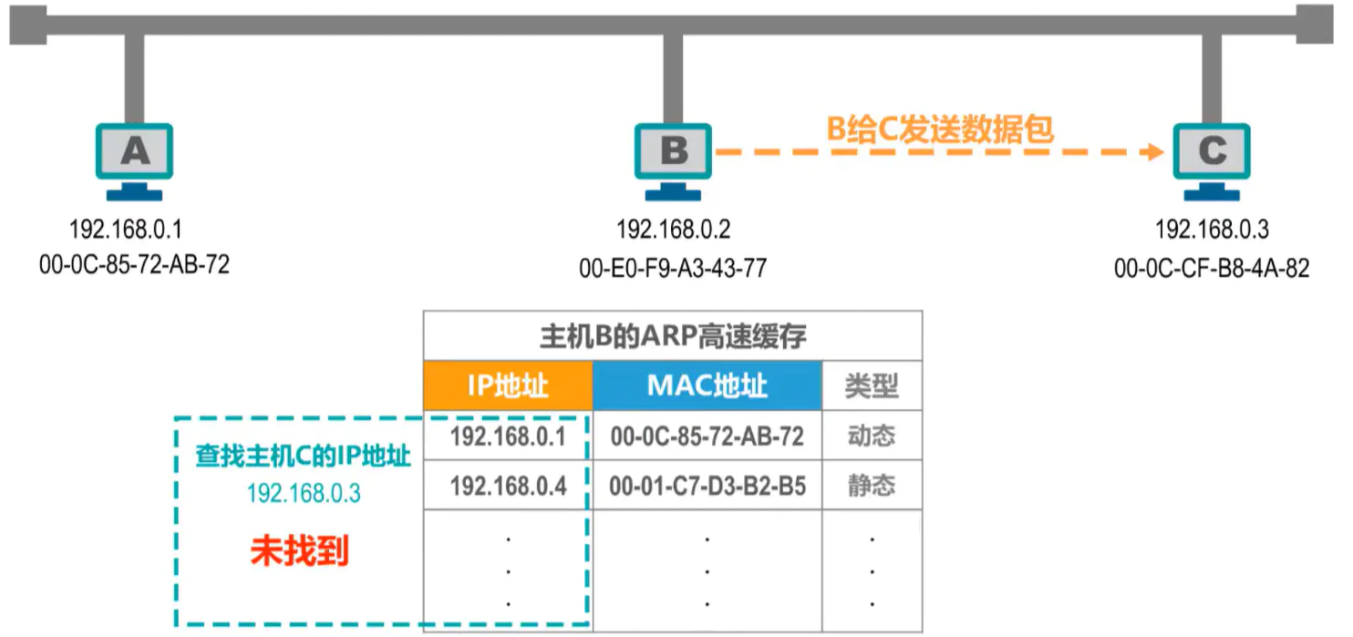 A
B
B给C发送数据包
C
192.168.0.1
00-0C-85-72-AB-72
192.168.0.2
00-E0-F9-A3-43-77
192.168.0.3
00-0C-CF-B8-4A-82
主机B的ARP高速缓存
IP地址 MAC地址 类型
192.168.0.1 00-0C-85-72-AB-72 动态
192.168.0.4 00-01-C7-D3-B2-B5 静态
. . .
. . .
. . .
查找主机C的IP地址
192.168.0.3
未找到